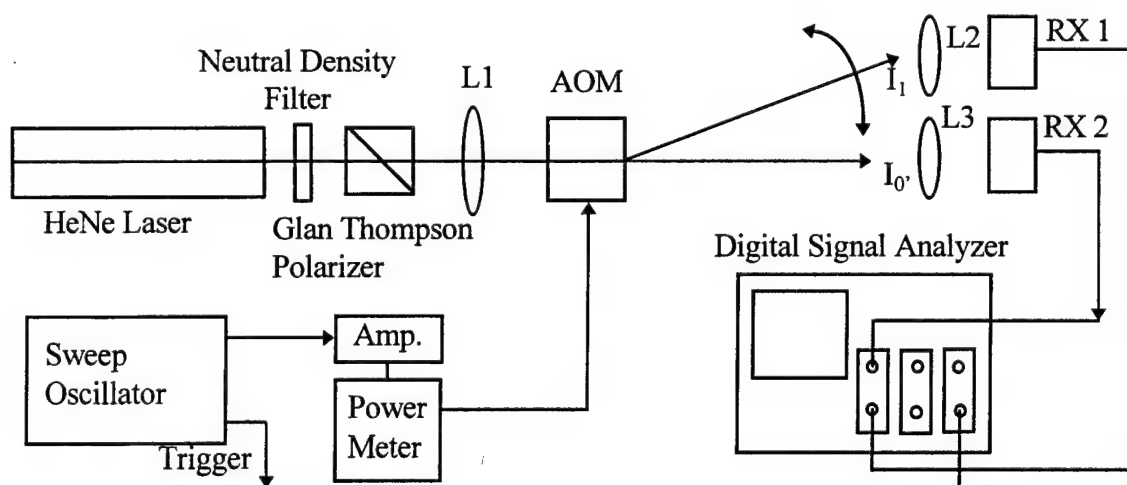 Neutral Density
Filter
L1
AOM
I₁
L2
RX 1
L3
RX 2
I₀'
HeNe Laser
Glan Thompson
Polarizer
Digital Signal Analyzer
Sweep
Oscillator
Amp.
Power
Meter
Trigger